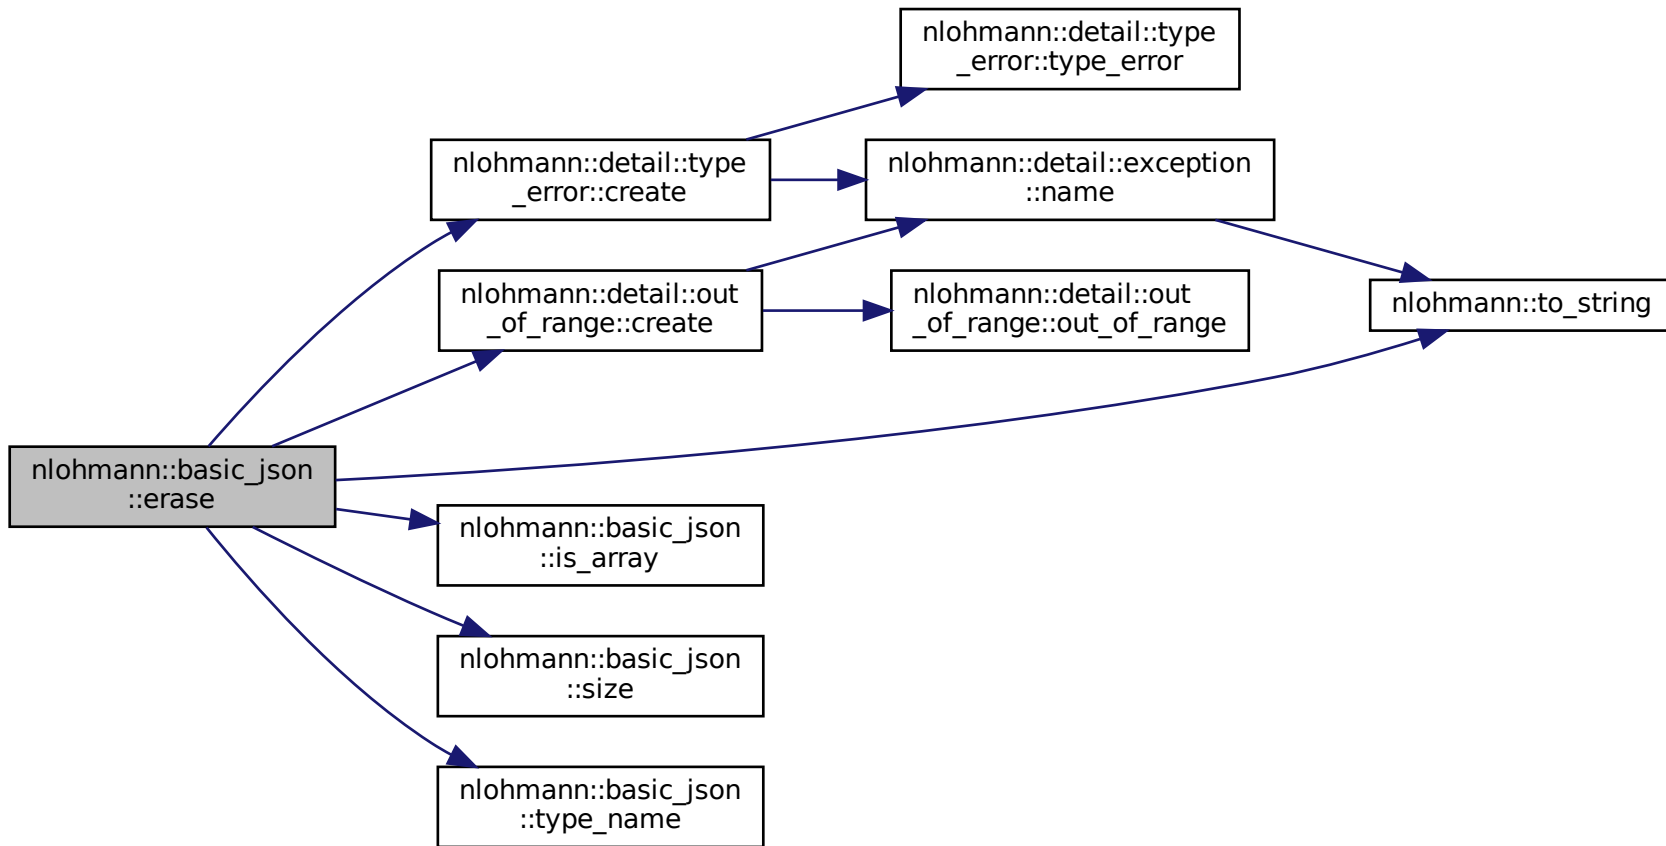 nlohmann::detail::type
_error::type_error
nlohmann::detail::type
_error::create
nlohmann::detail::exception
::name
nlohmann::detail::out
_of_range::create
nlohmann::detail::out
_of_range::out_of_range
nlohmann::to_string
nlohmann::basic_json
::erase
nlohmann::basic_json
::is_array
nlohmann::basic_json
::size
nlohmann::basic_json
::type_name